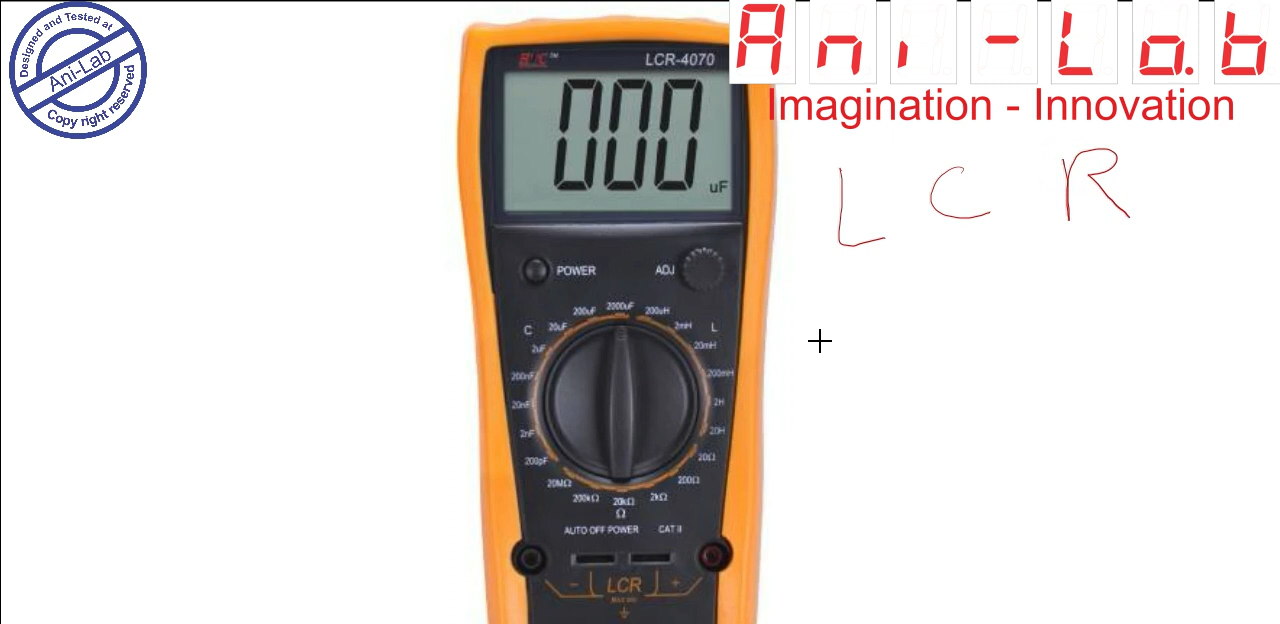 Designed and Tested at
Ani-Lab
Copy right reserved
Ani-Lab
Imagination - Innovation
LCR-4070
000
uF
L C R
POWER
ADJ
200uF 2000uF 200uH
C 20uF 2mH L
2uF 20mH
200nF 200mH
20nF 2H
2nF 20H
200pF 20Ω
20MΩ 200Ω
200kΩ 20kΩ 2kΩ
Ω
AUTO OFF POWER CAT II
- LCR +